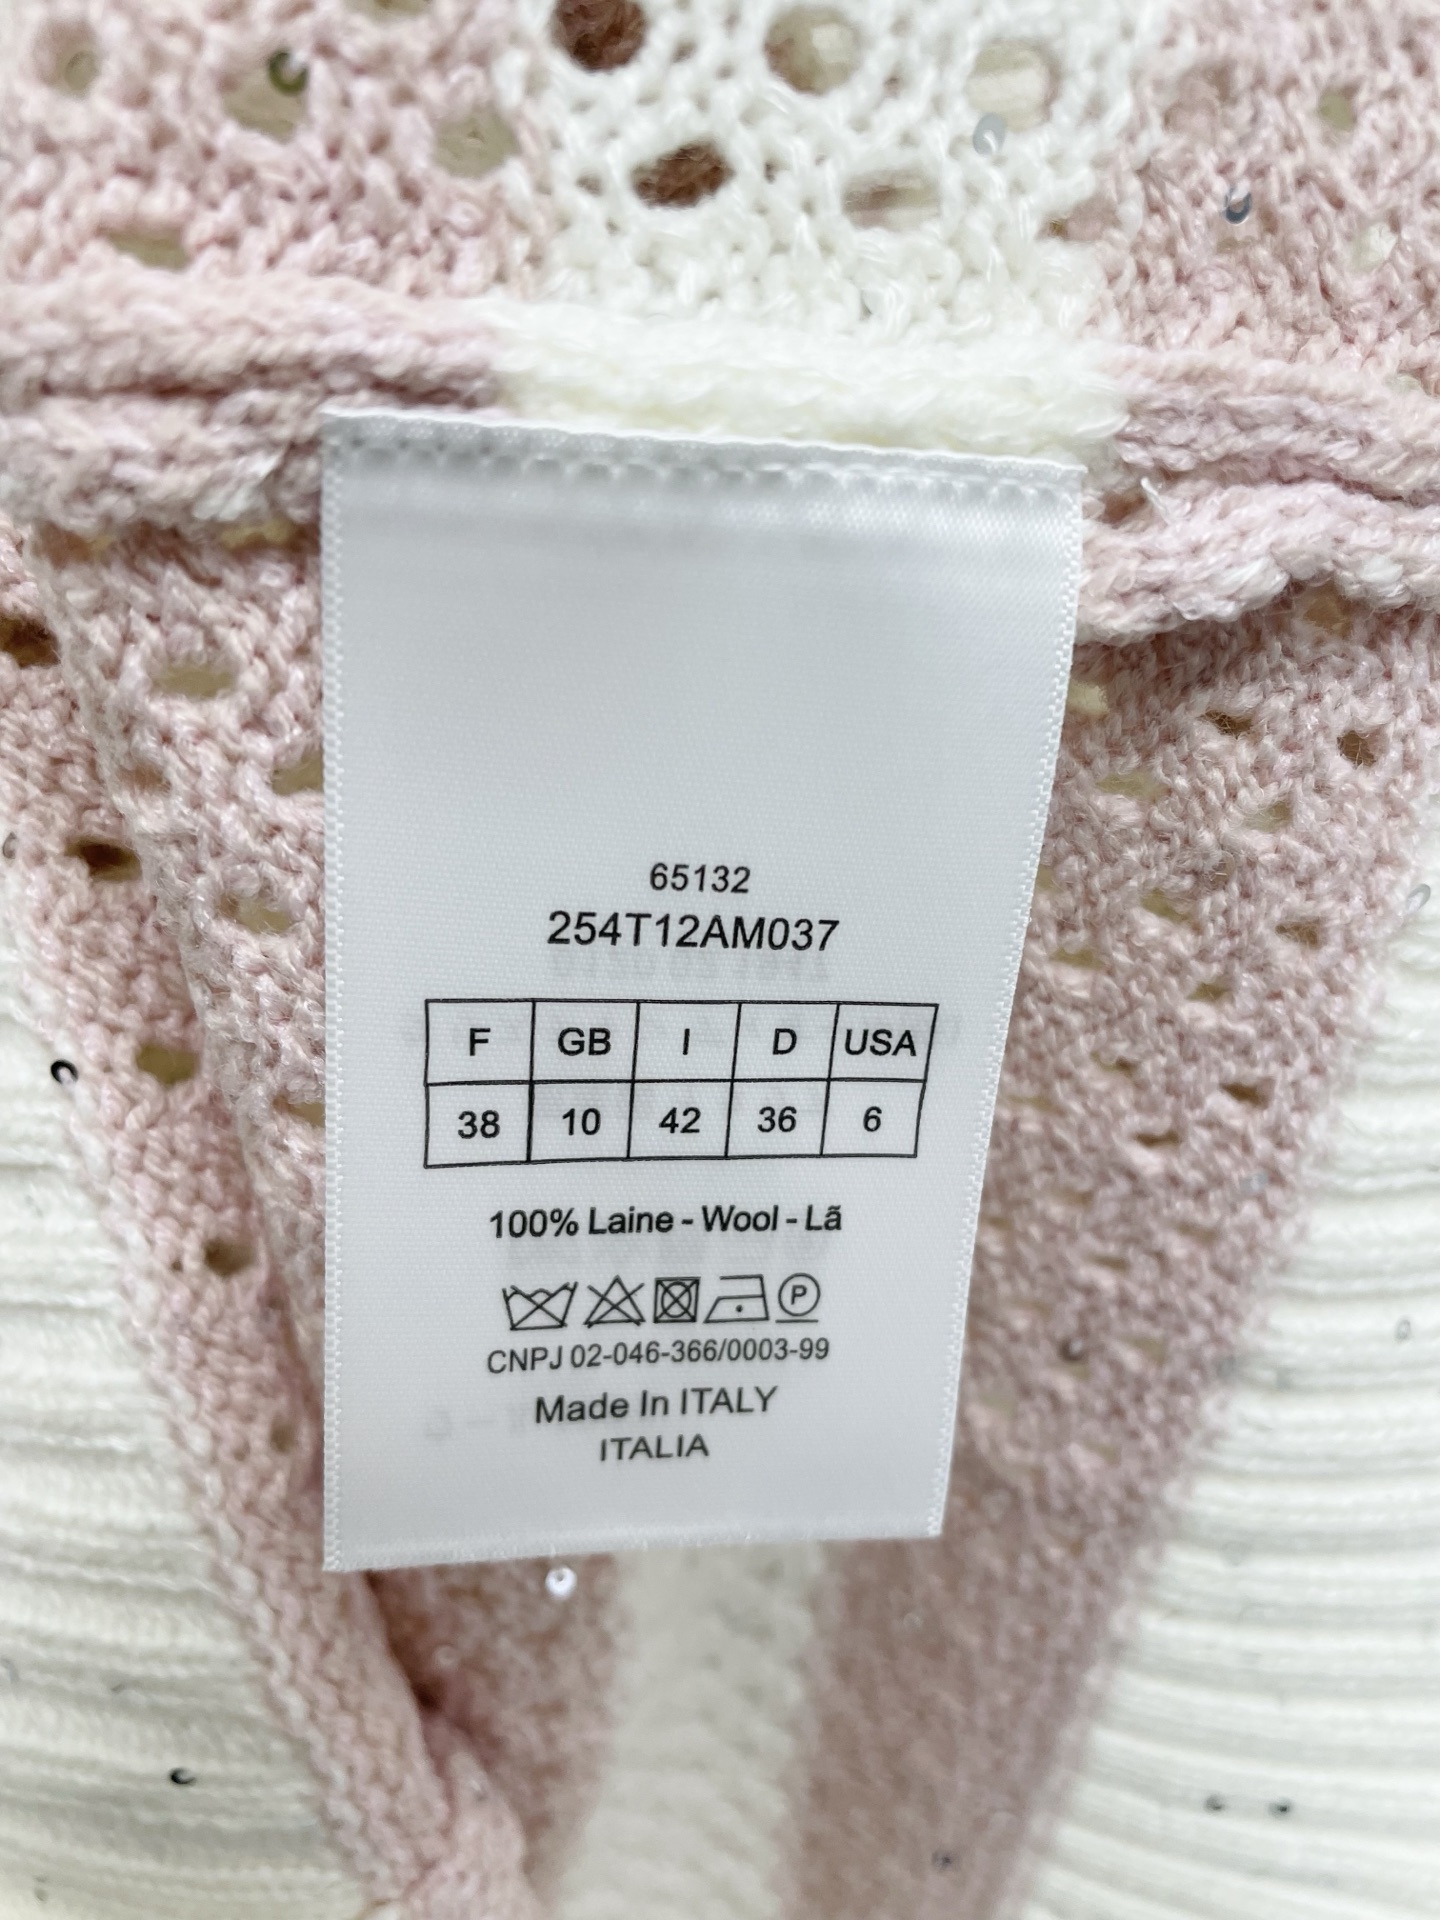 65132
254T12AM037
F GB I D USA
38 10 42 36 6
100% Laine - Wool - Lã
P
CNPJ 02-046-366/0003-99
Made In ITALY
ITALIA